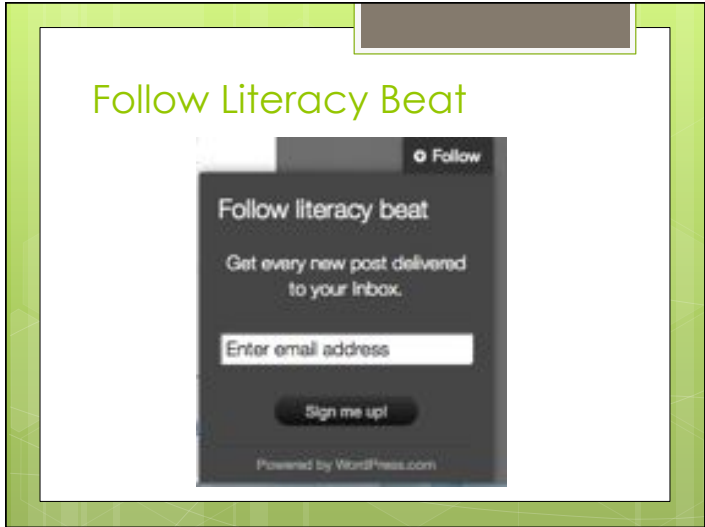 Follow Literacy Beat
Follow
Follow literacy beat
Get every new post delivered
to your Inbox.
Enter email address
Sign me up!
Powered by WordPress.com